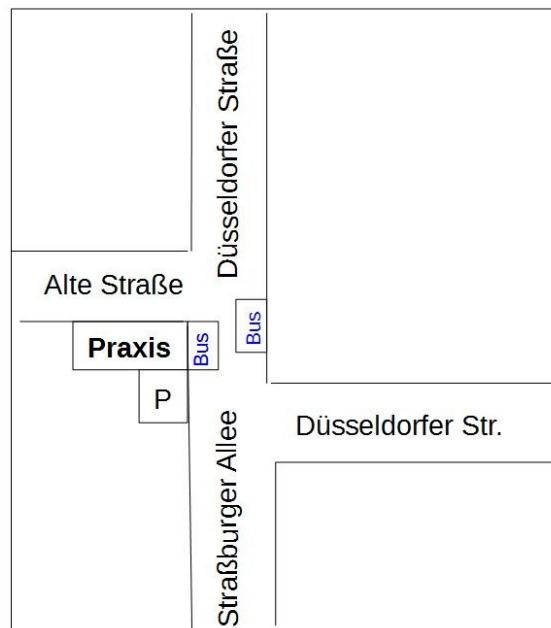 Düsseldorfer Straße
Alte Straße
Bus
Praxis
Bus
P
Straßburger Allee
Düsseldorfer Str.